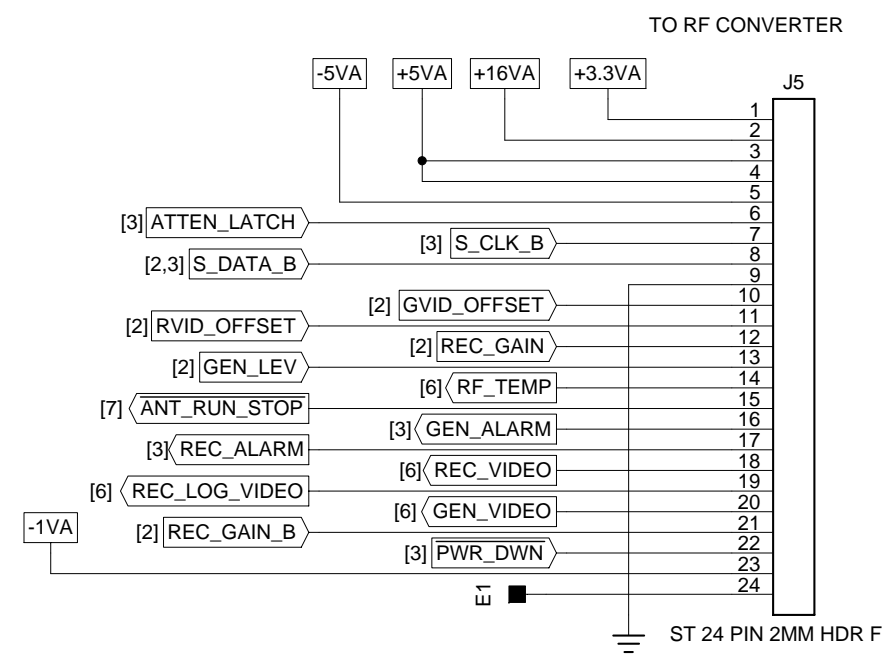 TO RF CONVERTER
-5VA +5VA +16VA +3.3VA
J5
1
2
3
4
5
[3] ATTEN_LATCH 6
[3] S_CLK_B 7
[2,3] S_DATA_B 8
9
[2] GVID_OFFSET 10
[2] RVID_OFFSET 11
[2] REC_GAIN 12
[2] GEN_LEV 13
[6] RF_TEMP 14
[7] ANT_RUN_STOP 15
[3] GEN_ALARM 16
[3] REC_ALARM 17
[6] REC_VIDEO 18
[6] REC_LOG_VIDEO 19
[6] GEN_VIDEO 20
[2] REC_GAIN_B 21
[3] PWR_DWN 22
-1VA 23
E1 24
ST 24 PIN 2MM HDR F